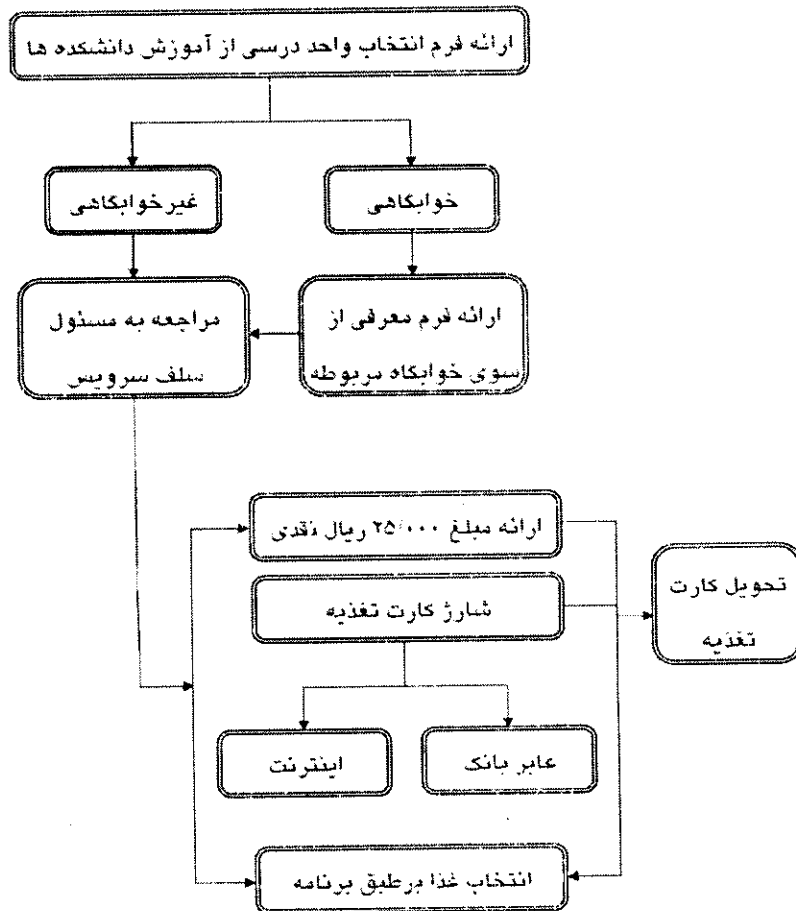 ارائه فرم انتخاب واحد درسی از آموزش دانشکده ها
خوابگاهی
غیرخوابگاهی
ارائه فرم معرفی از
سوی خوابگاه مربوطه
مراجعه به مسئول
سلف سرویس
ارائه مبلغ ۲۵/۰۰۰ ریال نقدی
شارژ کارت تغذیه
تحویل کارت
تغذیه
عابر بانک
اینترنت
انتخاب غذا برطبق برنامه